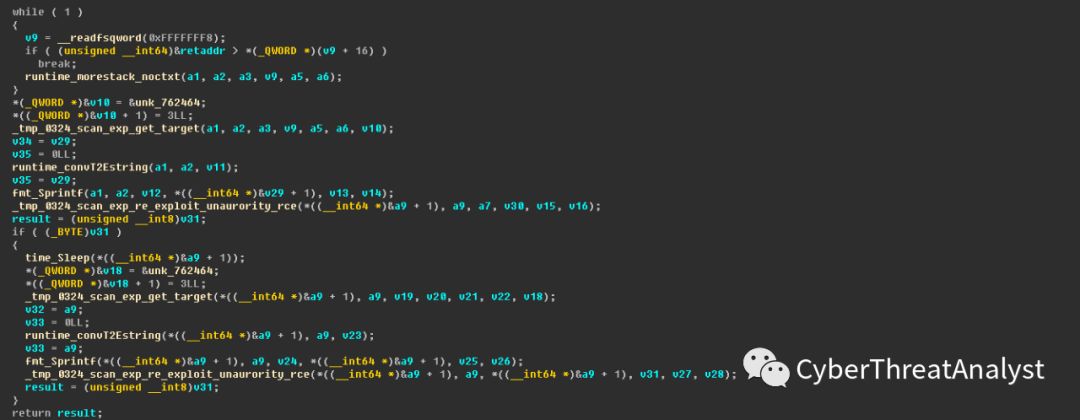 while ( 1 )
{
v9 = __readfsqword(0xFFFFFFF8);
if ( (unsigned __int64)&retaddr > *(_QWORD *)(v9 + 16) )
break;
runtime_morestack_noctxt(a1, a2, a3, v9, a5, a6);
}
*(_QWORD *)&v10 = &unk_762464;
*((_QWORD *)&v10 + 1) = 3LL;
_tmp_0324_scan_exp_get_target(a1, a2, a3, v9, a5, a6, v10);
v34 = v29;
v35 = 0LL;
runtime_convT2Estring(a1, a2, v11);
v35 = v29;
fmt_Sprintf(a1, a2, v12, *((__int64 *)&v29 + 1), v13, v14);
_tmp_0324_scan_exp_re_exploit_unaurority_rce(*((__int64 *)&a9 + 1), a9, a7, v30, v15, v16);
result = (unsigned __int8)v31;
if ( (_BYTE)v31 )
{
time_Sleep(*((__int64 *)&a9 + 1));
*(_QWORD *)&v18 = &unk_762464;
*((_QWORD *)&v18 + 1) = 3LL;
_tmp_0324_scan_exp_get_target(*((__int64 *)&a9 + 1), a9, v19, v20, v21, v22, v18);
v32 = a9;
v33 = 0LL;
runtime_convT2Estring(*((__int64 *)&a9 + 1), a9, v23);
v33 = a9;
fmt_Sprintf(*((__int64 *)&a9 + 1), a9, v24, *((__int64 *)&a9 + 1), v25, v26);
_tmp_0324_scan_exp_re_exploit_unaurority_rce(*((__int64 *)&a9 + 1), a9, *((__int64 *)&a9 + 1), v31, v27, v28);
result = (unsigned __int8)v31;
}
return result;
CyberThreatAnalyst